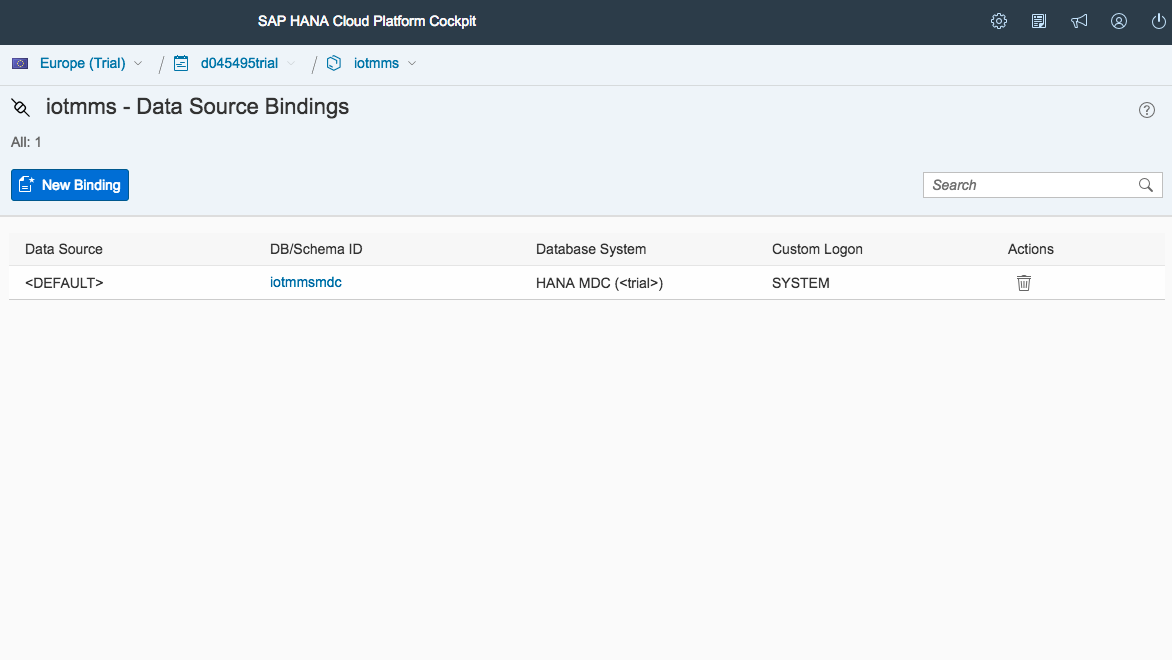 SAP HANA Cloud Platform Cockpit
Europe (Trial) / d045495trial / iotmms
iotmms - Data Source Bindings
All: 1
New Binding Search
Data Source DB/Schema ID Database System Custom Logon Actions
<DEFAULT> iotmmsmdc HANA MDC (<trial>) SYSTEM